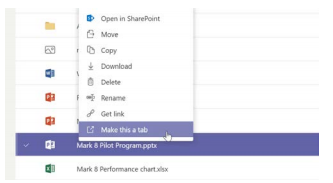 Open in SharePoint
Move
Copy
Download
Delete
Rename
Get link
Make this a tab
Mark 8 Pilot Program.pptx
Mark 8 Performance chart.xlsx